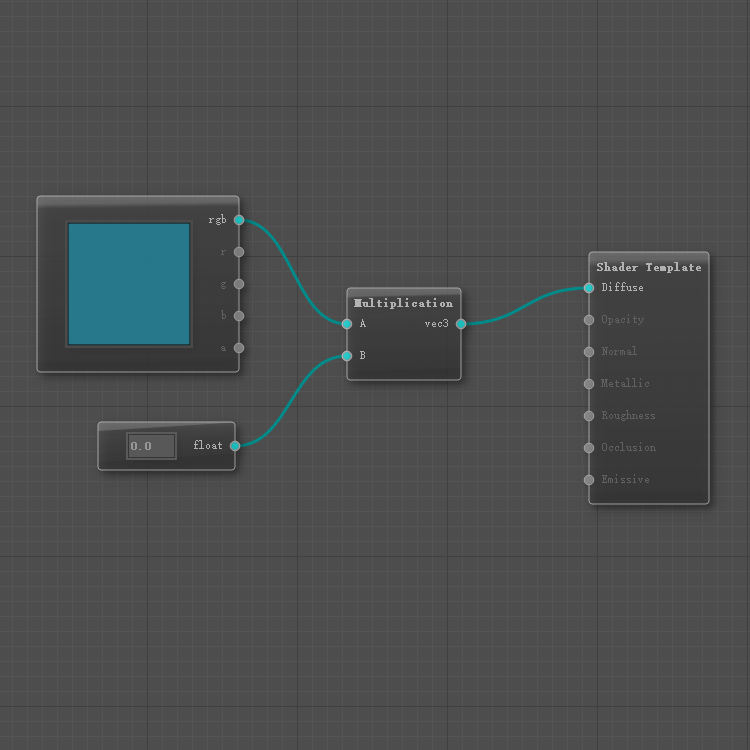 rgb
r
g
b
a
0.0
float
Multiplication
A
vec3
B
Shader Template
Diffuse
Opacity
Normal
Metallic
Roughness
Occlusion
Emissive